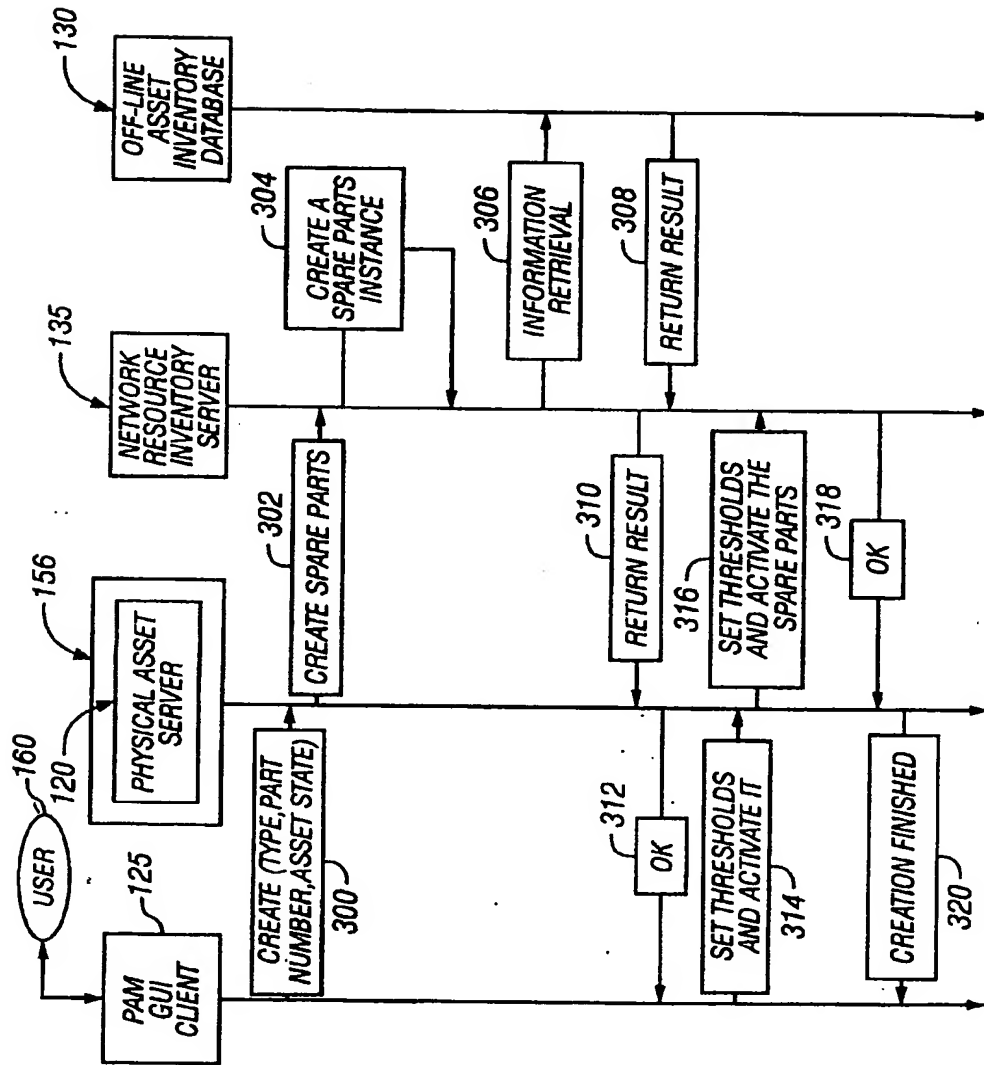 USER
160
PAM
GUI
CLIENT
125
PHYSICAL ASSET
SERVER
120
156
NETWORK
RESOURCE
INVENTORY
SERVER
135
OFF-LINE
ASSET
INVENTORY
DATABASE
130
CREATE (TYPE,PART
NUMBER,ASSET STATE)
300
CREATE SPARE PARTS
302
CREATE A
SPARE PARTS
INSTANCE
304
INFORMATION
RETRIEVAL
306
RETURN RESULT
308
RETURN RESULT
310
OK
312
SET THRESHOLDS
AND ACTIVATE IT
314
SET THRESHOLDS
AND ACTIVATE THE
SPARE PARTS
316
OK
318
CREATION FINISHED
320